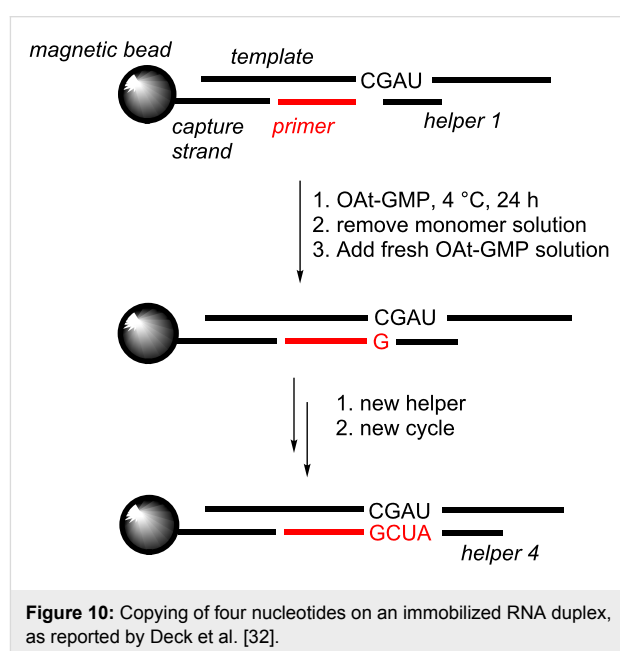 magnetic bead
template
CGAU
capture
strand
primer
helper 1
1. OAt-GMP, 4 °C, 24 h
2. remove monomer solution
3. Add fresh OAt-GMP solution
CGAU
G
1. new helper
2. new cycle
CGAU
GCUA
helper 4
Figure 10: Copying of four nucleotides on an immobilized RNA duplex,
as reported by Deck et al. [32].